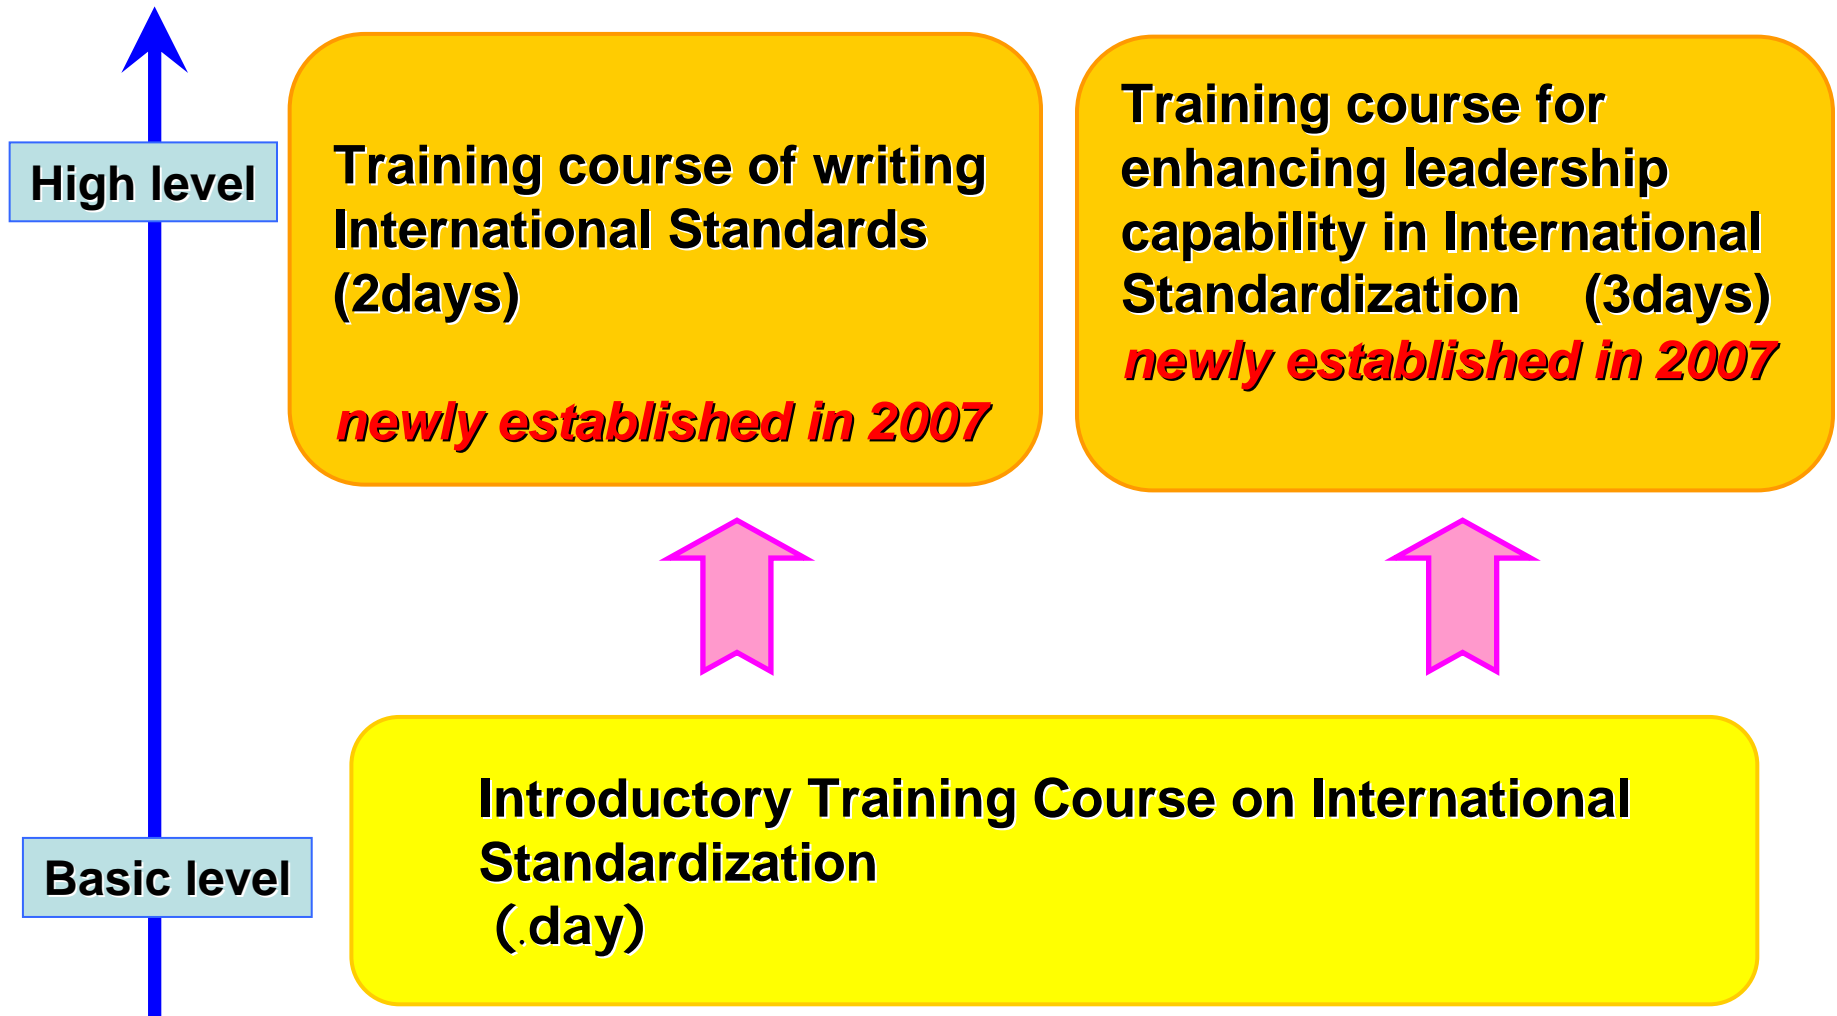 High level
Training course of writing
International Standards
(2days)
newly established in 2007
Training course for
enhancing leadership
capability in International
Standardization (3days)
newly established in 2007
Basic level
Introductory Training Course on International
Standardization
(.day)